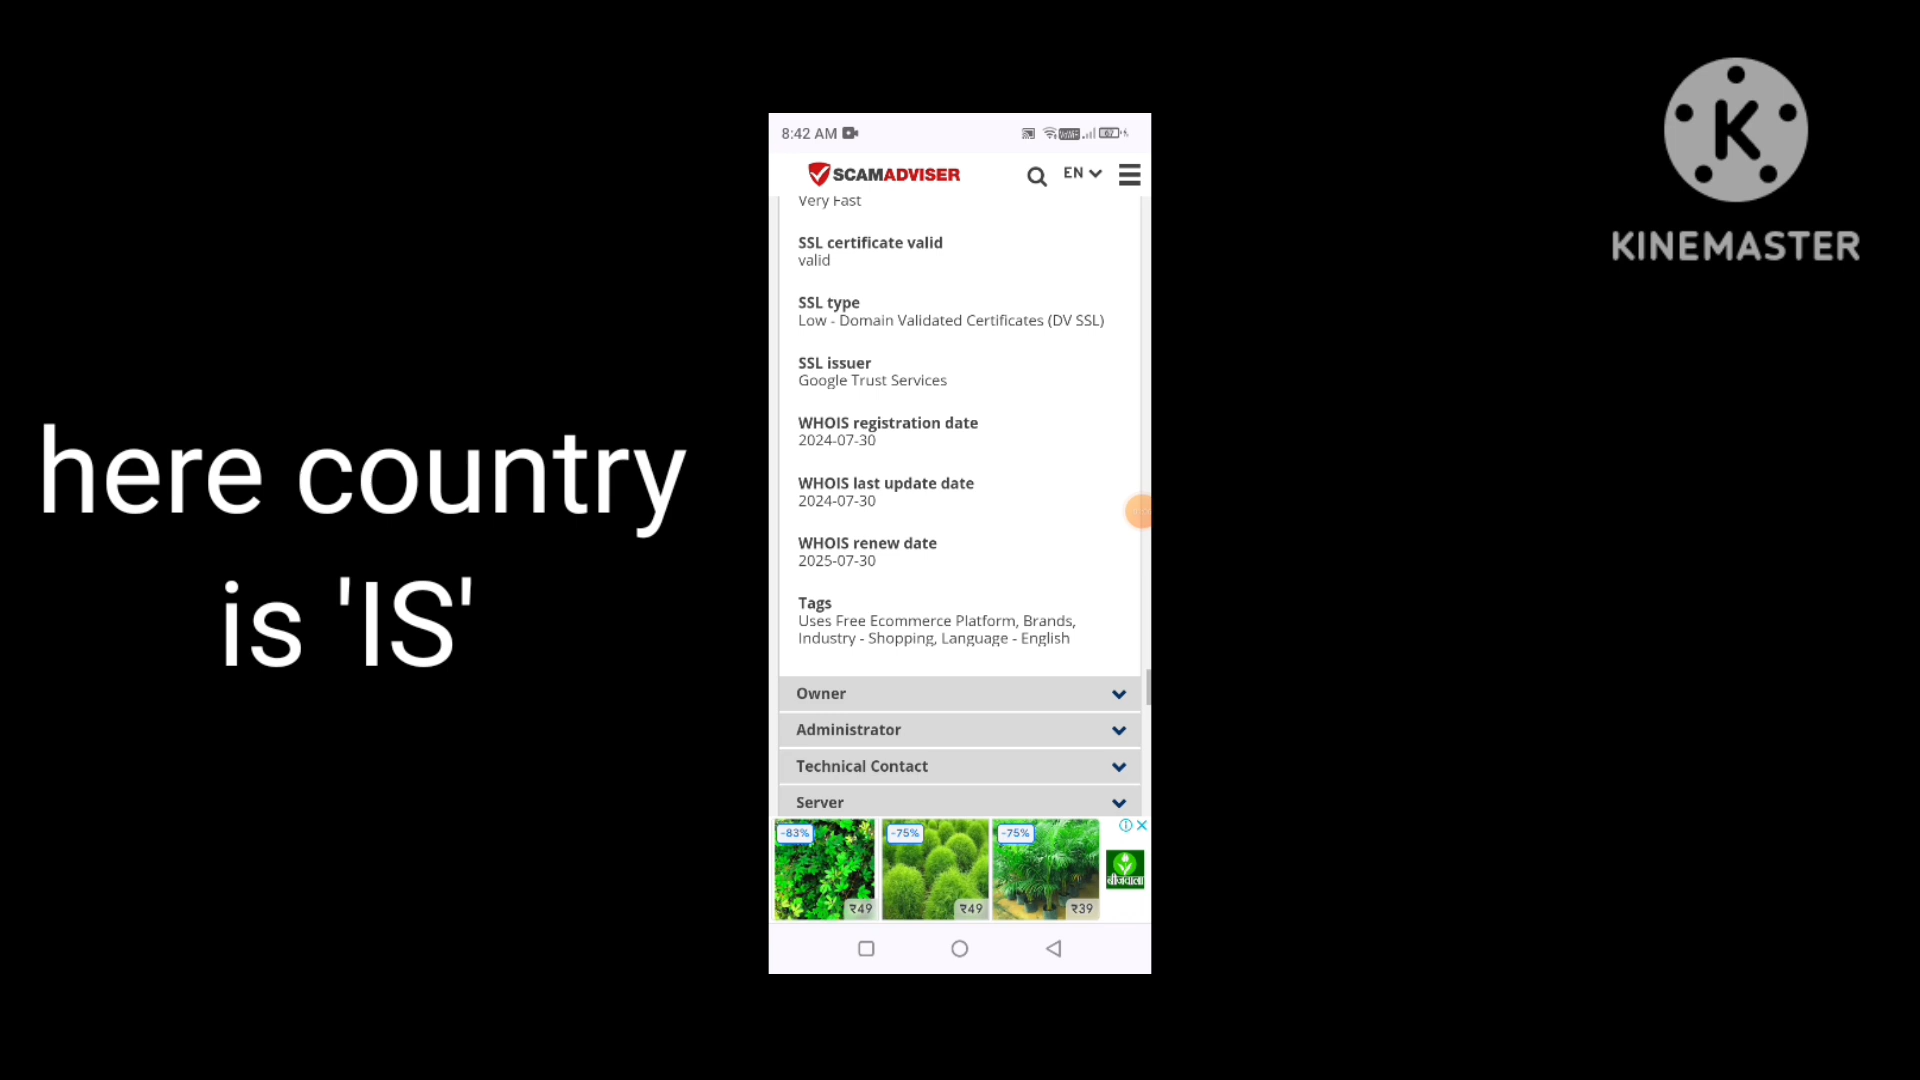 here country
is 'IS'
8:42 AM
67
SCAMADVISER
EN
Very Fast
SSL certificate valid
valid
SSL type
Low - Domain Validated Certificates (DV SSL)
SSL issuer
Google Trust Services
WHOIS registration date
2024-07-30
WHOIS last update date
2024-07-30
WHOIS renew date
2025-07-30
Tags
Uses Free Ecommerce Platform, Brands,
Industry - Shopping, Language - English
Owner
Administrator
Technical Contact
Server
-83%
-75%
-75%
₹49
₹49
₹39
बीजवाला
K
KINEMASTER